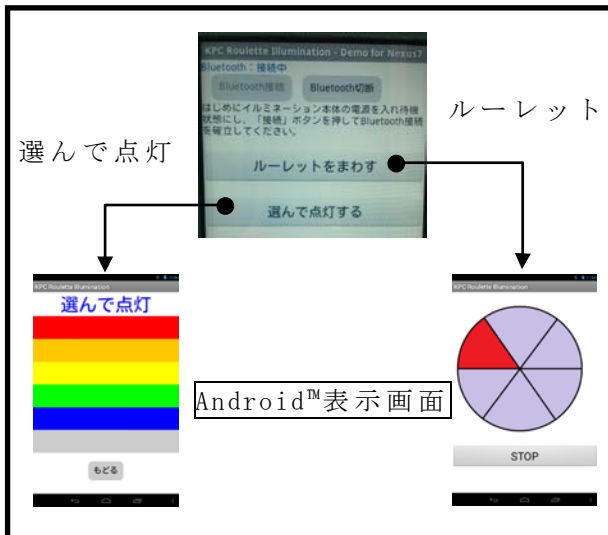 KPC Roulette Illumination - Demo for Nexus7
Bluetooth：接続中
Bluetooth接続
Bluetooth切断
はじめにイルミネーション本体の電源を入れ待機
状態にし、「接続」ボタンを押してBluetooth接続
を確立してください。
ルーレットをまわす
選んで点灯する
選んで点灯
ルーレット
KPC Roulette Illumination
選んで点灯
もどる
Android™表示画面
KPC Roulette Illumination
STOP